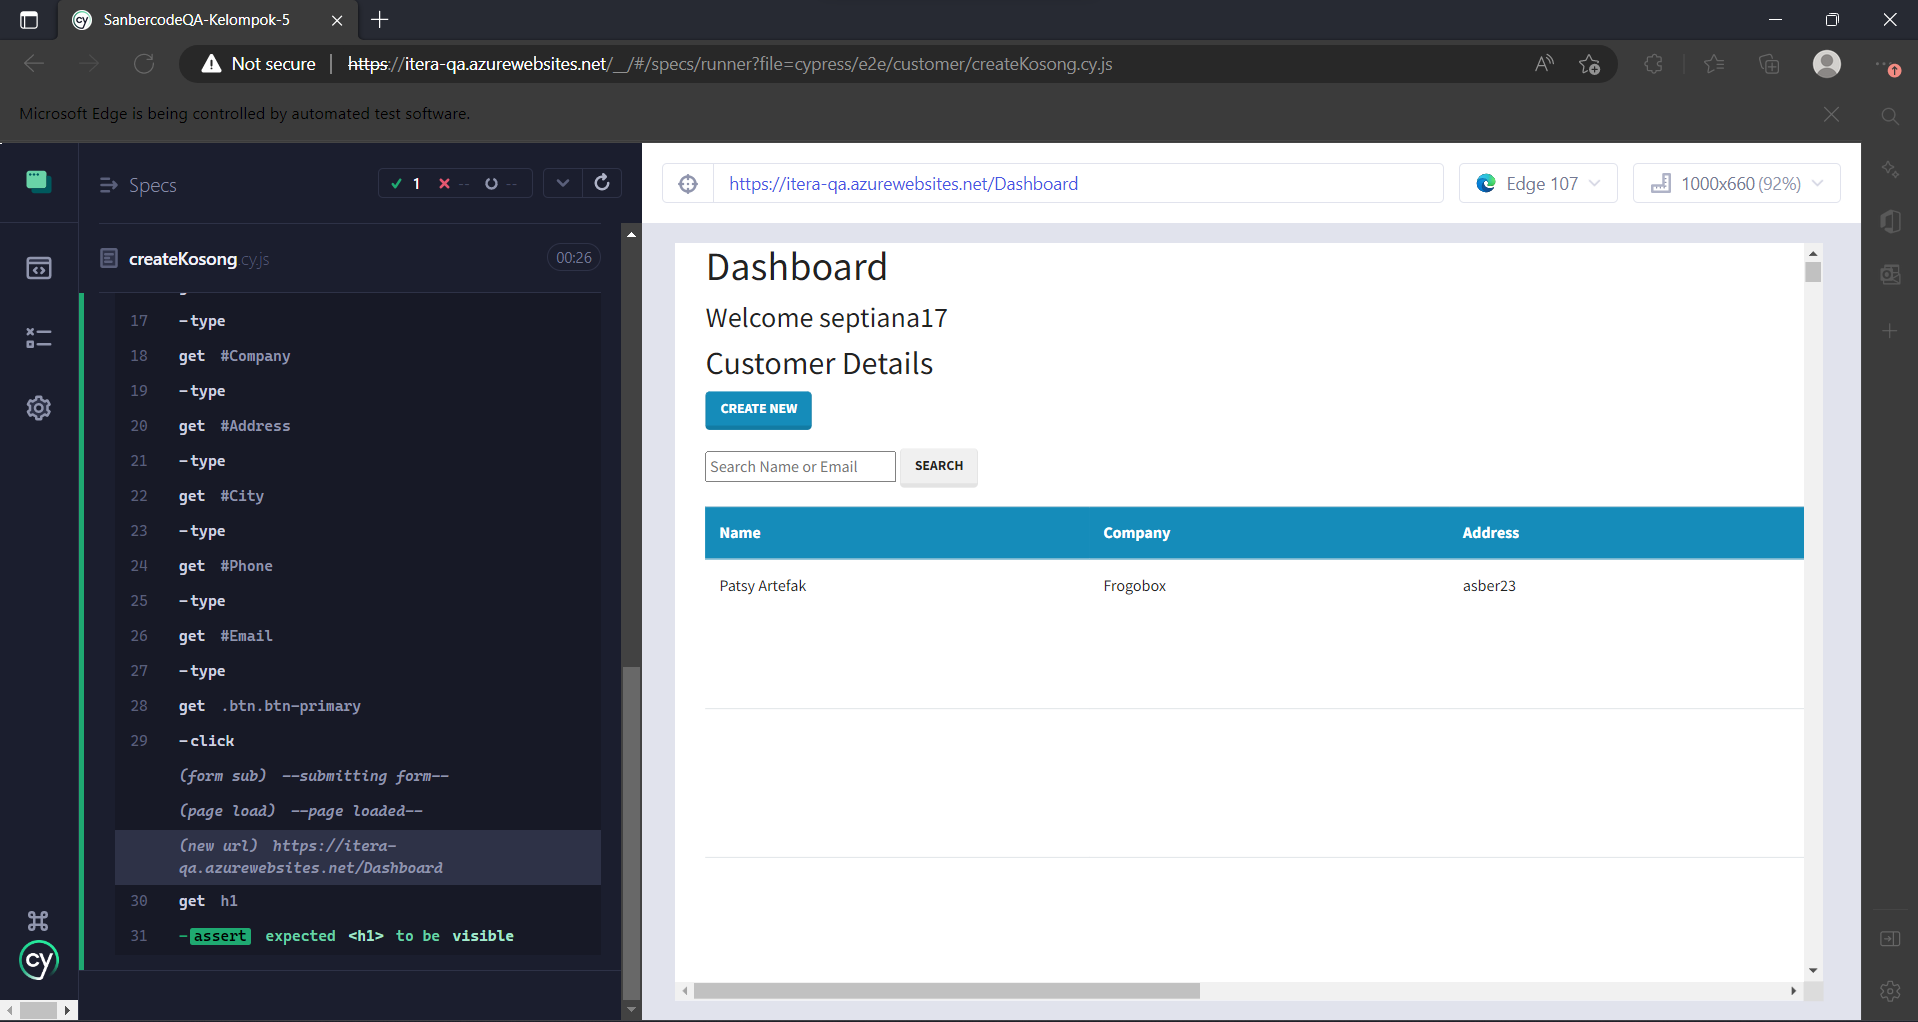 SanbercodeQA-Kelompok-5
Not secure
https://itera-qa.azurewebsites.net/__/#/specs/runner?file=cypress/e2e/customer/createKosong.cy.js
Microsoft Edge is being controlled by automated test software.
Specs
1 -- --
https://itera-qa.azurewebsites.net/Dashboard
Edge 107
1000x660 (92%)
createKosong.cy.js
00:26
17 -type
18 get #Company
19 -type
20 get #Address
21 -type
22 get #City
23 -type
24 get #Phone
25 -type
26 get #Email
27 -type
28 get .btn.btn-primary
29 -click
(form sub) --submitting form--
(page load) --page loaded--
(new url) https://itera-
qa.azurewebsites.net/Dashboard
30 get h1
31 -assert expected <h1> to be visible
cy
Dashboard
Welcome septiana17
Customer Details
CREATE NEW
Search Name or Email
SEARCH
Name Company Address
Patsy Artefak Frogobox asber23